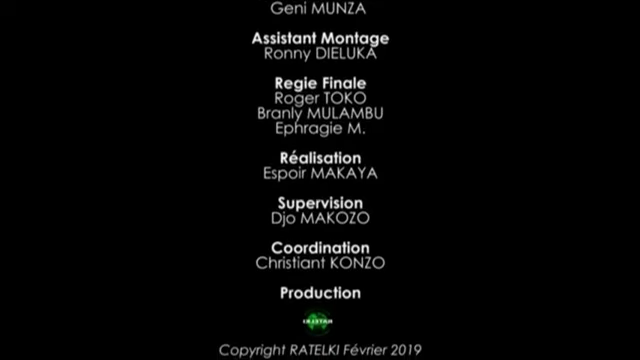 Geni MUNZA
Assistant Montage
Ronny DIELUKA
Regie Finale
Roger TOKO
Branly MULAMBU
Ephragie M.
Réalisation
Espoir MAKAYA
Supervision
Djo MAKOZO
Coordination
Christiant KONZO
Production
Copyright RATELKI Février 2019